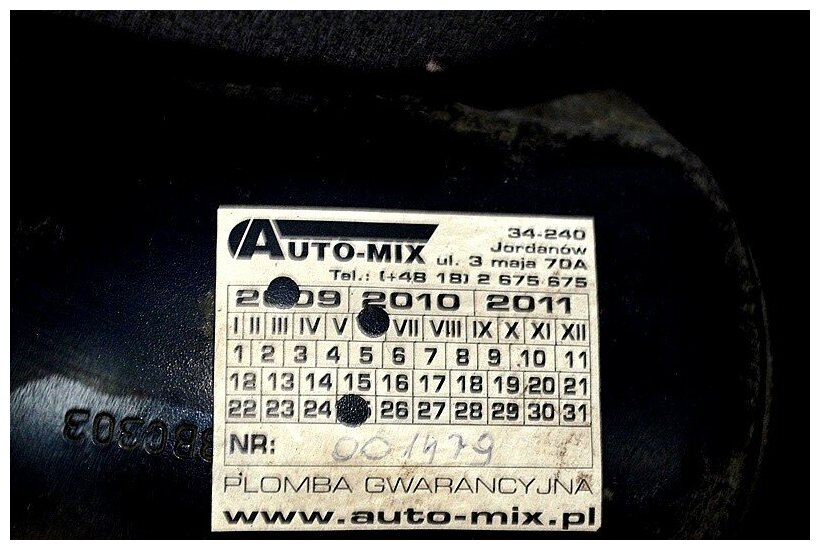 AUTO-MIX
34-240
Jordanów
ul. 3 maja 70A
Tel.: (+48 18) 2 675 675
2009 2010 2011
I II III IV V VII VIII IX X XI XII
1 2 3 4 5 6 7 8 9 10 11
12 13 14 15 16 17 18 19 20 21
22 23 24 26 27 28 29 30 31
NR: 001479
PLOMBA GWARANCYJNA
www.auto-mix.pl